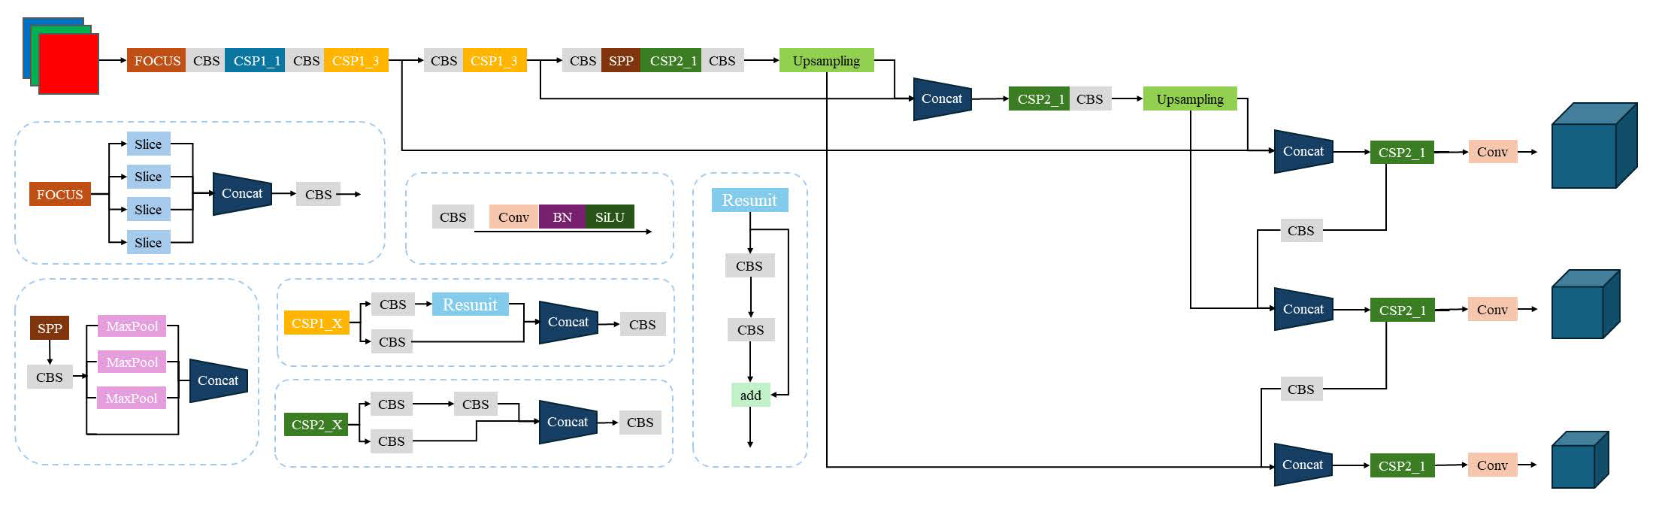 FOCUS CBS CSP1_1 CBS CSP1_3 CBS CSP1_3 CBS SPP CSP2_1 CBS Upsampling
Concat CSP2_1 CBS Upsampling
Concat CSP2_1 Conv
CBS
Concat CSP2_1 Conv
CBS
Concat CSP2_1 Conv
FOCUS
Slice
Slice
Slice
Slice
Concat
CBS
CBS Conv BN SiLU
Resunit
CBS
CBS
add
SPP
CBS
MaxPool
MaxPool
MaxPool
Concat
CSP1_X
CBS Resunit
CBS
Concat
CBS
CSP2_X
CBS CBS
CBS
Concat
CBS